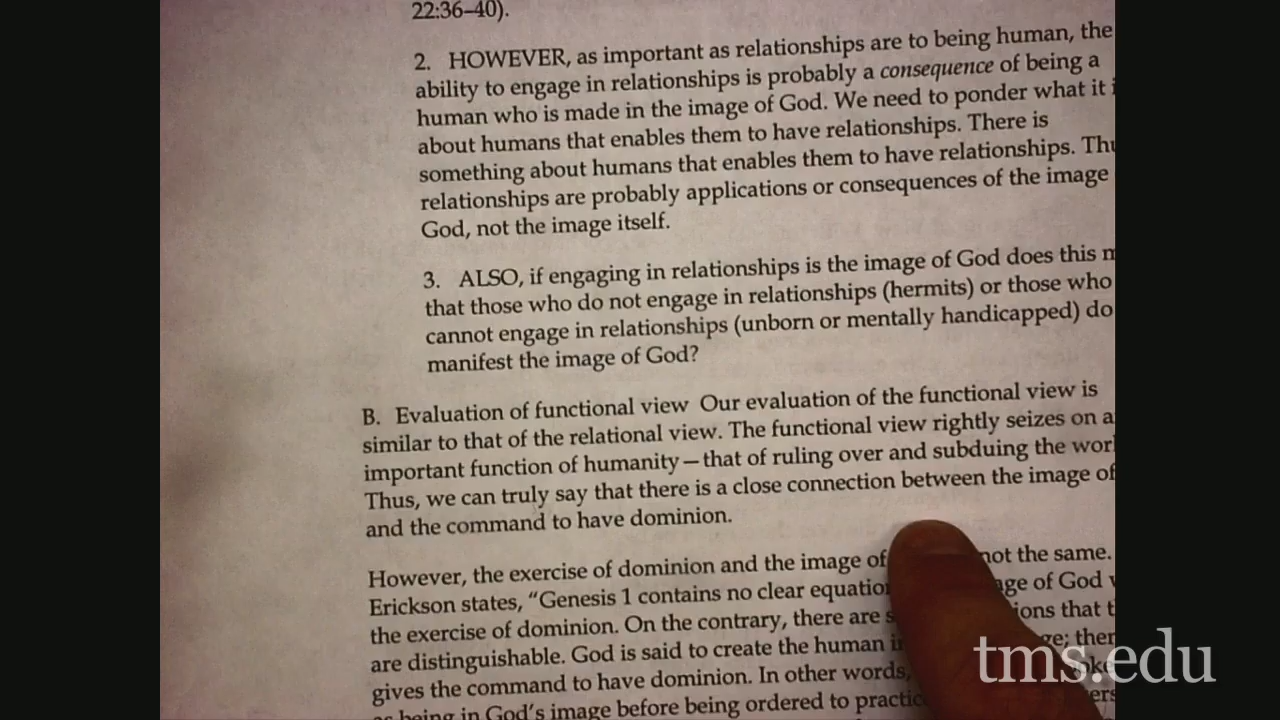 22:36–40).
2. HOWEVER, as important as relationships are to being human, the
ability to engage in relationships is probably a consequence of being a
human who is made in the image of God. We need to ponder what it
about humans that enables them to have relationships. There is
something about humans that enables them to have relationships.
relationships are probably applications or consequences of the image
God, not the image itself.
3. ALSO, if engaging in relationships is the image of God does this
that those who do not engage in relationships (hermits) or those who
cannot engage in relationships (unborn or mentally handicapped) do
manifest the image of God?
B. Evaluation of functional view Our evaluation of the functional view is
similar to that of the relational view. The functional view rightly seizes on
important function of humanity—that of ruling over and subduing the
Thus, we can truly say that there is a close connection between the image of
and the command to have dominion.
However, the exercise of dominion and the image of not the same.
Erickson states, “Genesis 1 contains no clear of God
the exercise of dominion. On the contrary, there are that
are distinguishable. God is said to create the human
gives the command to have dominion. In other words,
as being in God's image before being ordered to
tms.edu